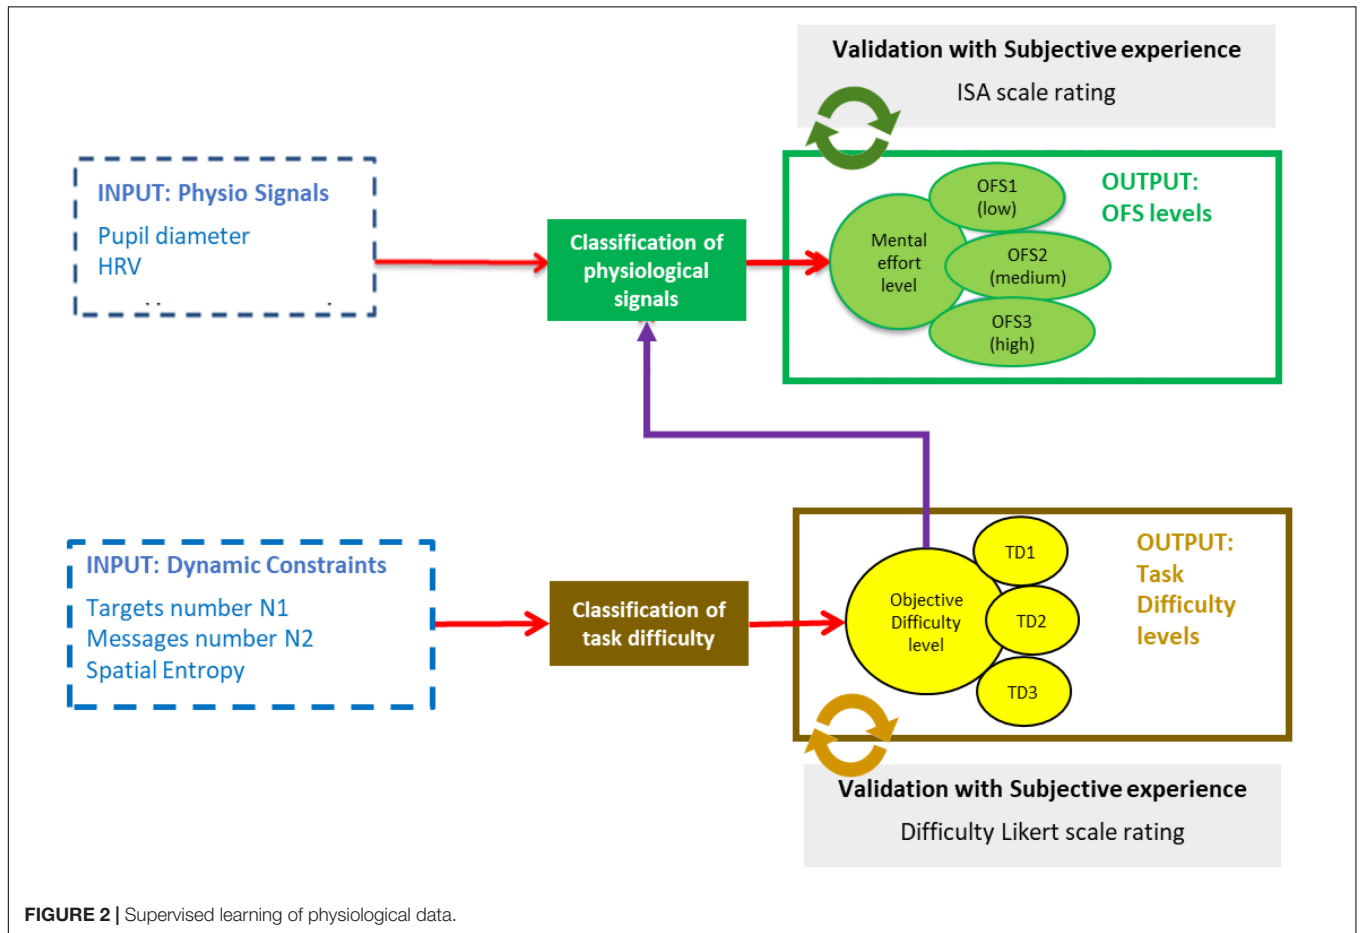 Validation with Subjective experience
ISA scale rating
INPUT: Physio Signals
Pupil diameter
HRV
Classification of
physiological
signals
Mental
effort
level
OFS1
(low)
OFS2
(medium)
OFS3
(high)
OUTPUT:
OFS levels
INPUT: Dynamic Constraints
Targets number N1
Messages number N2
Spatial Entropy
Classification of
task difficulty
Objective
Difficulty
level
TD1
TD2
TD3
OUTPUT:
Task
Difficulty
levels
Validation with Subjective experience
Difficulty Likert scale rating
FIGURE 2 | Supervised learning of physiological data.